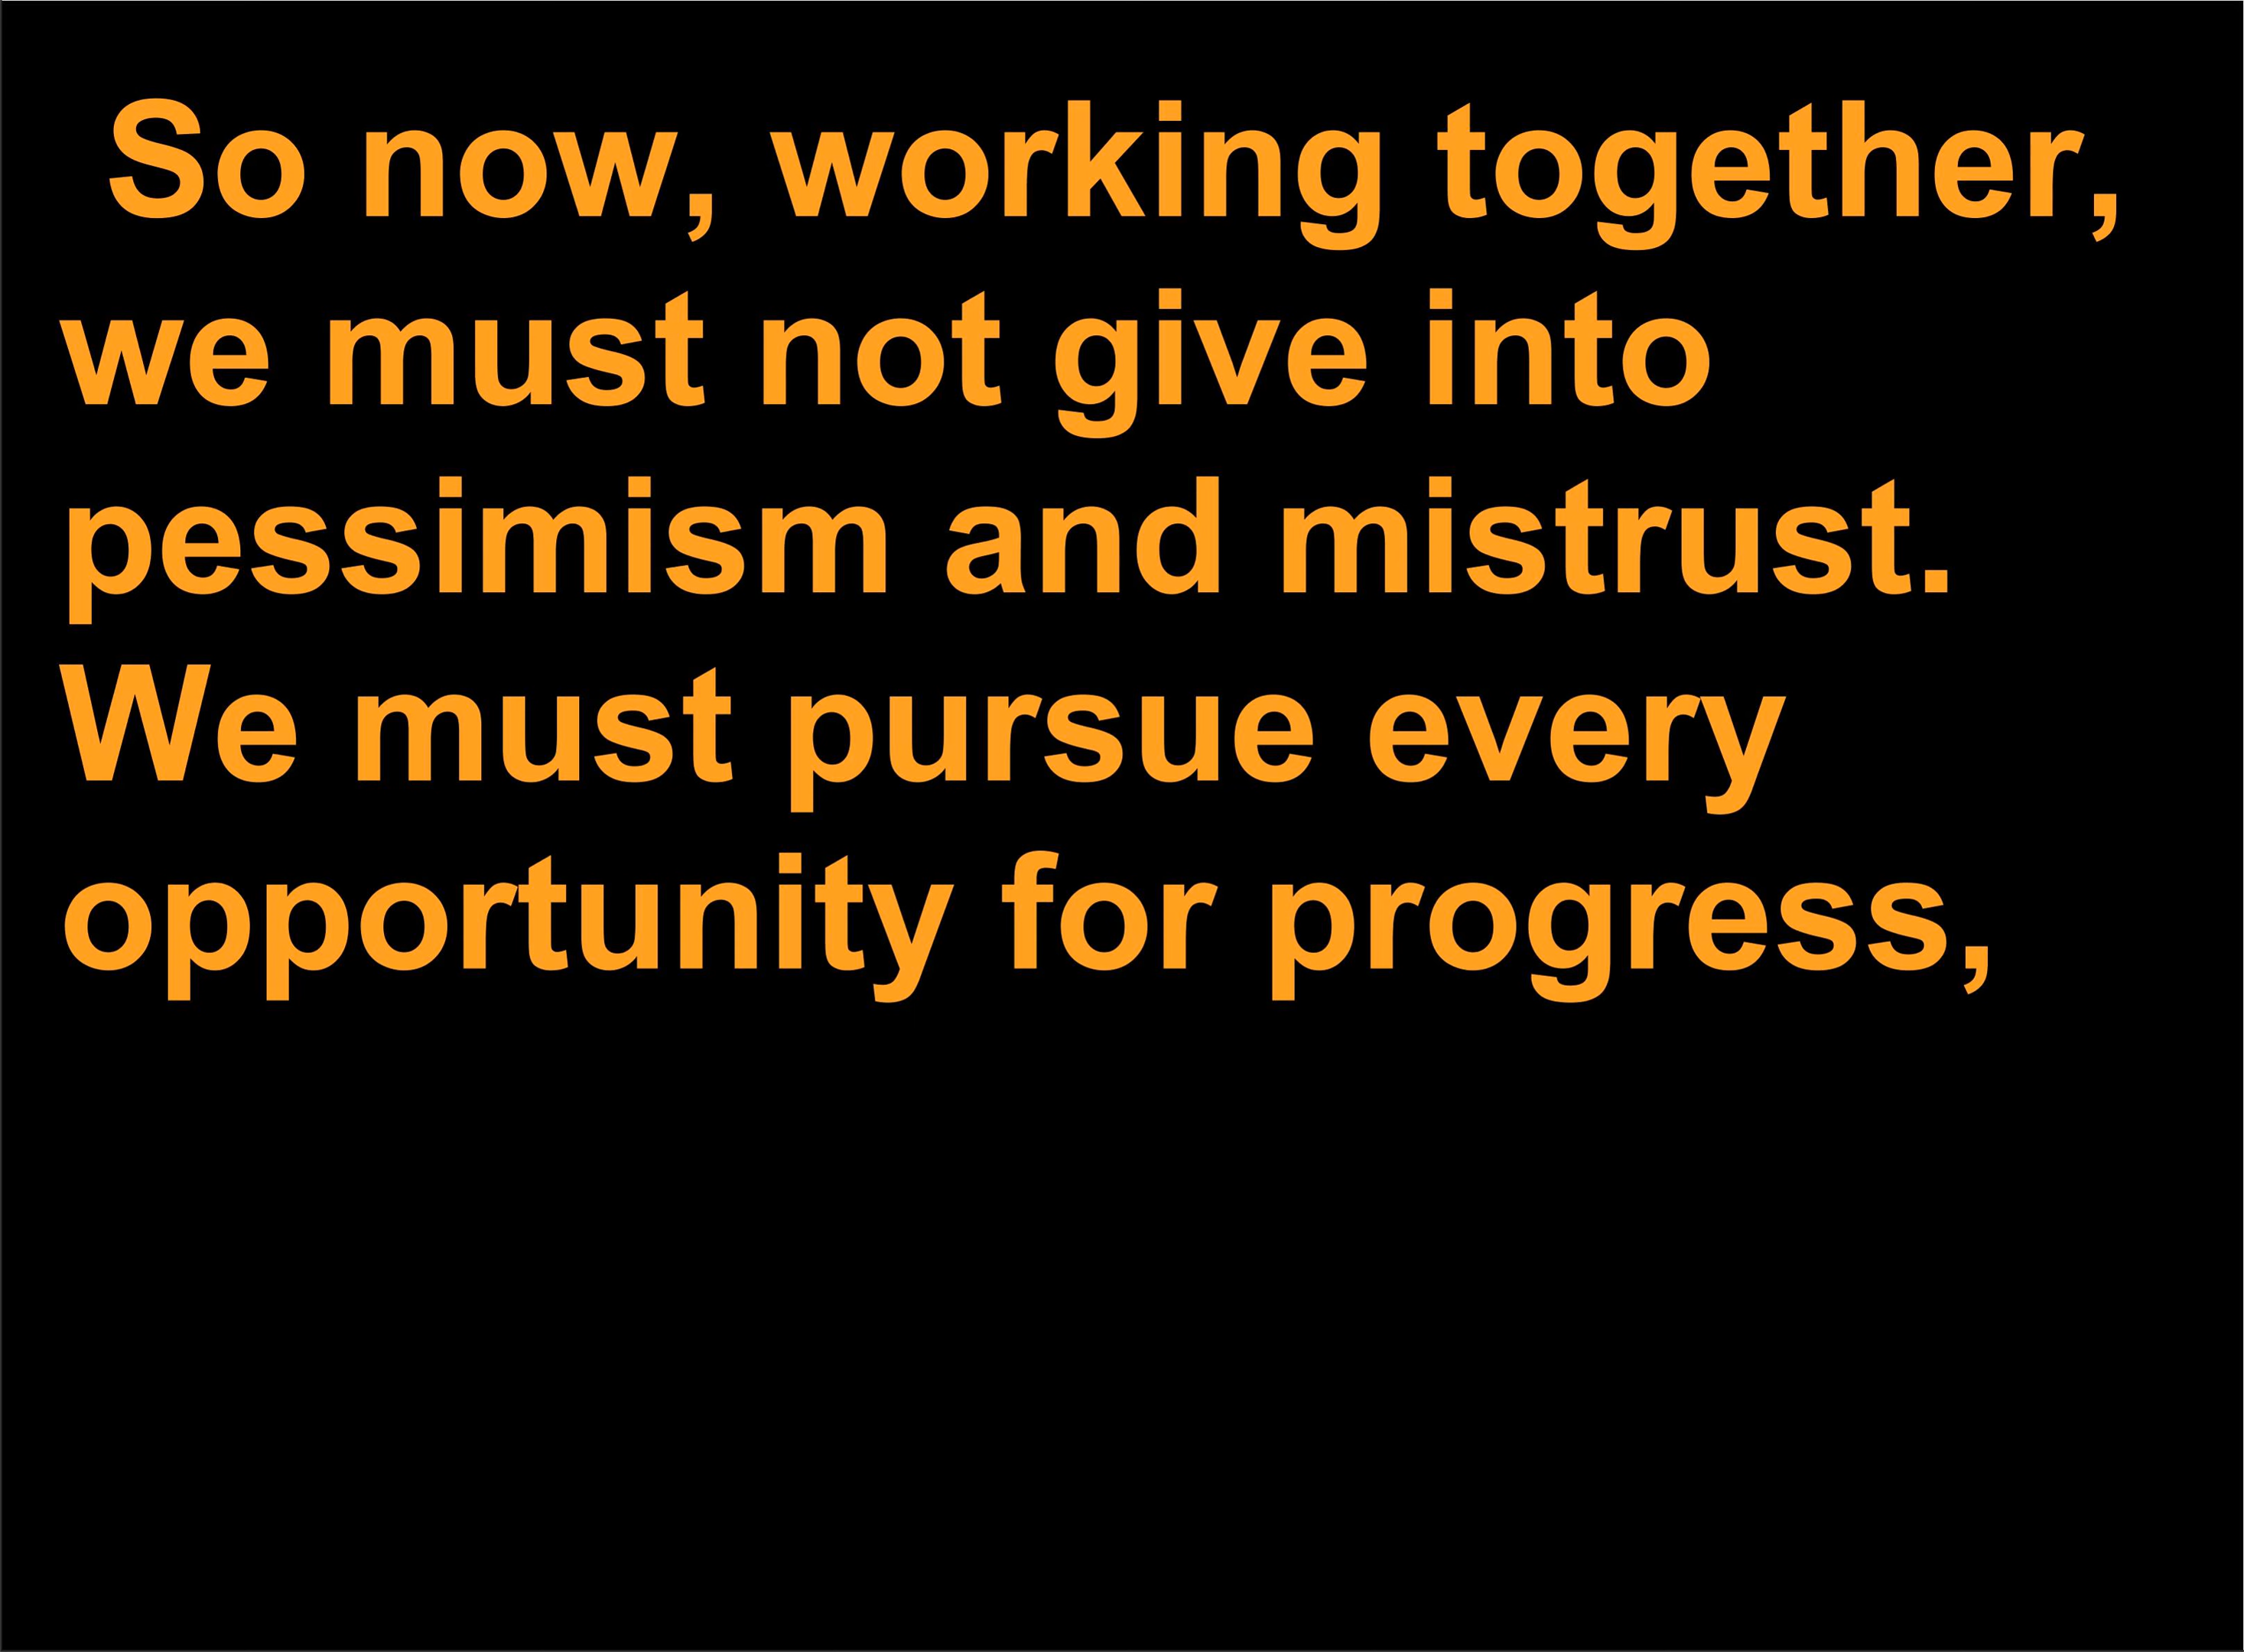 So now, working together,
we must not give into
pessimism and mistrust.
We must pursue every
opportunity for progress,